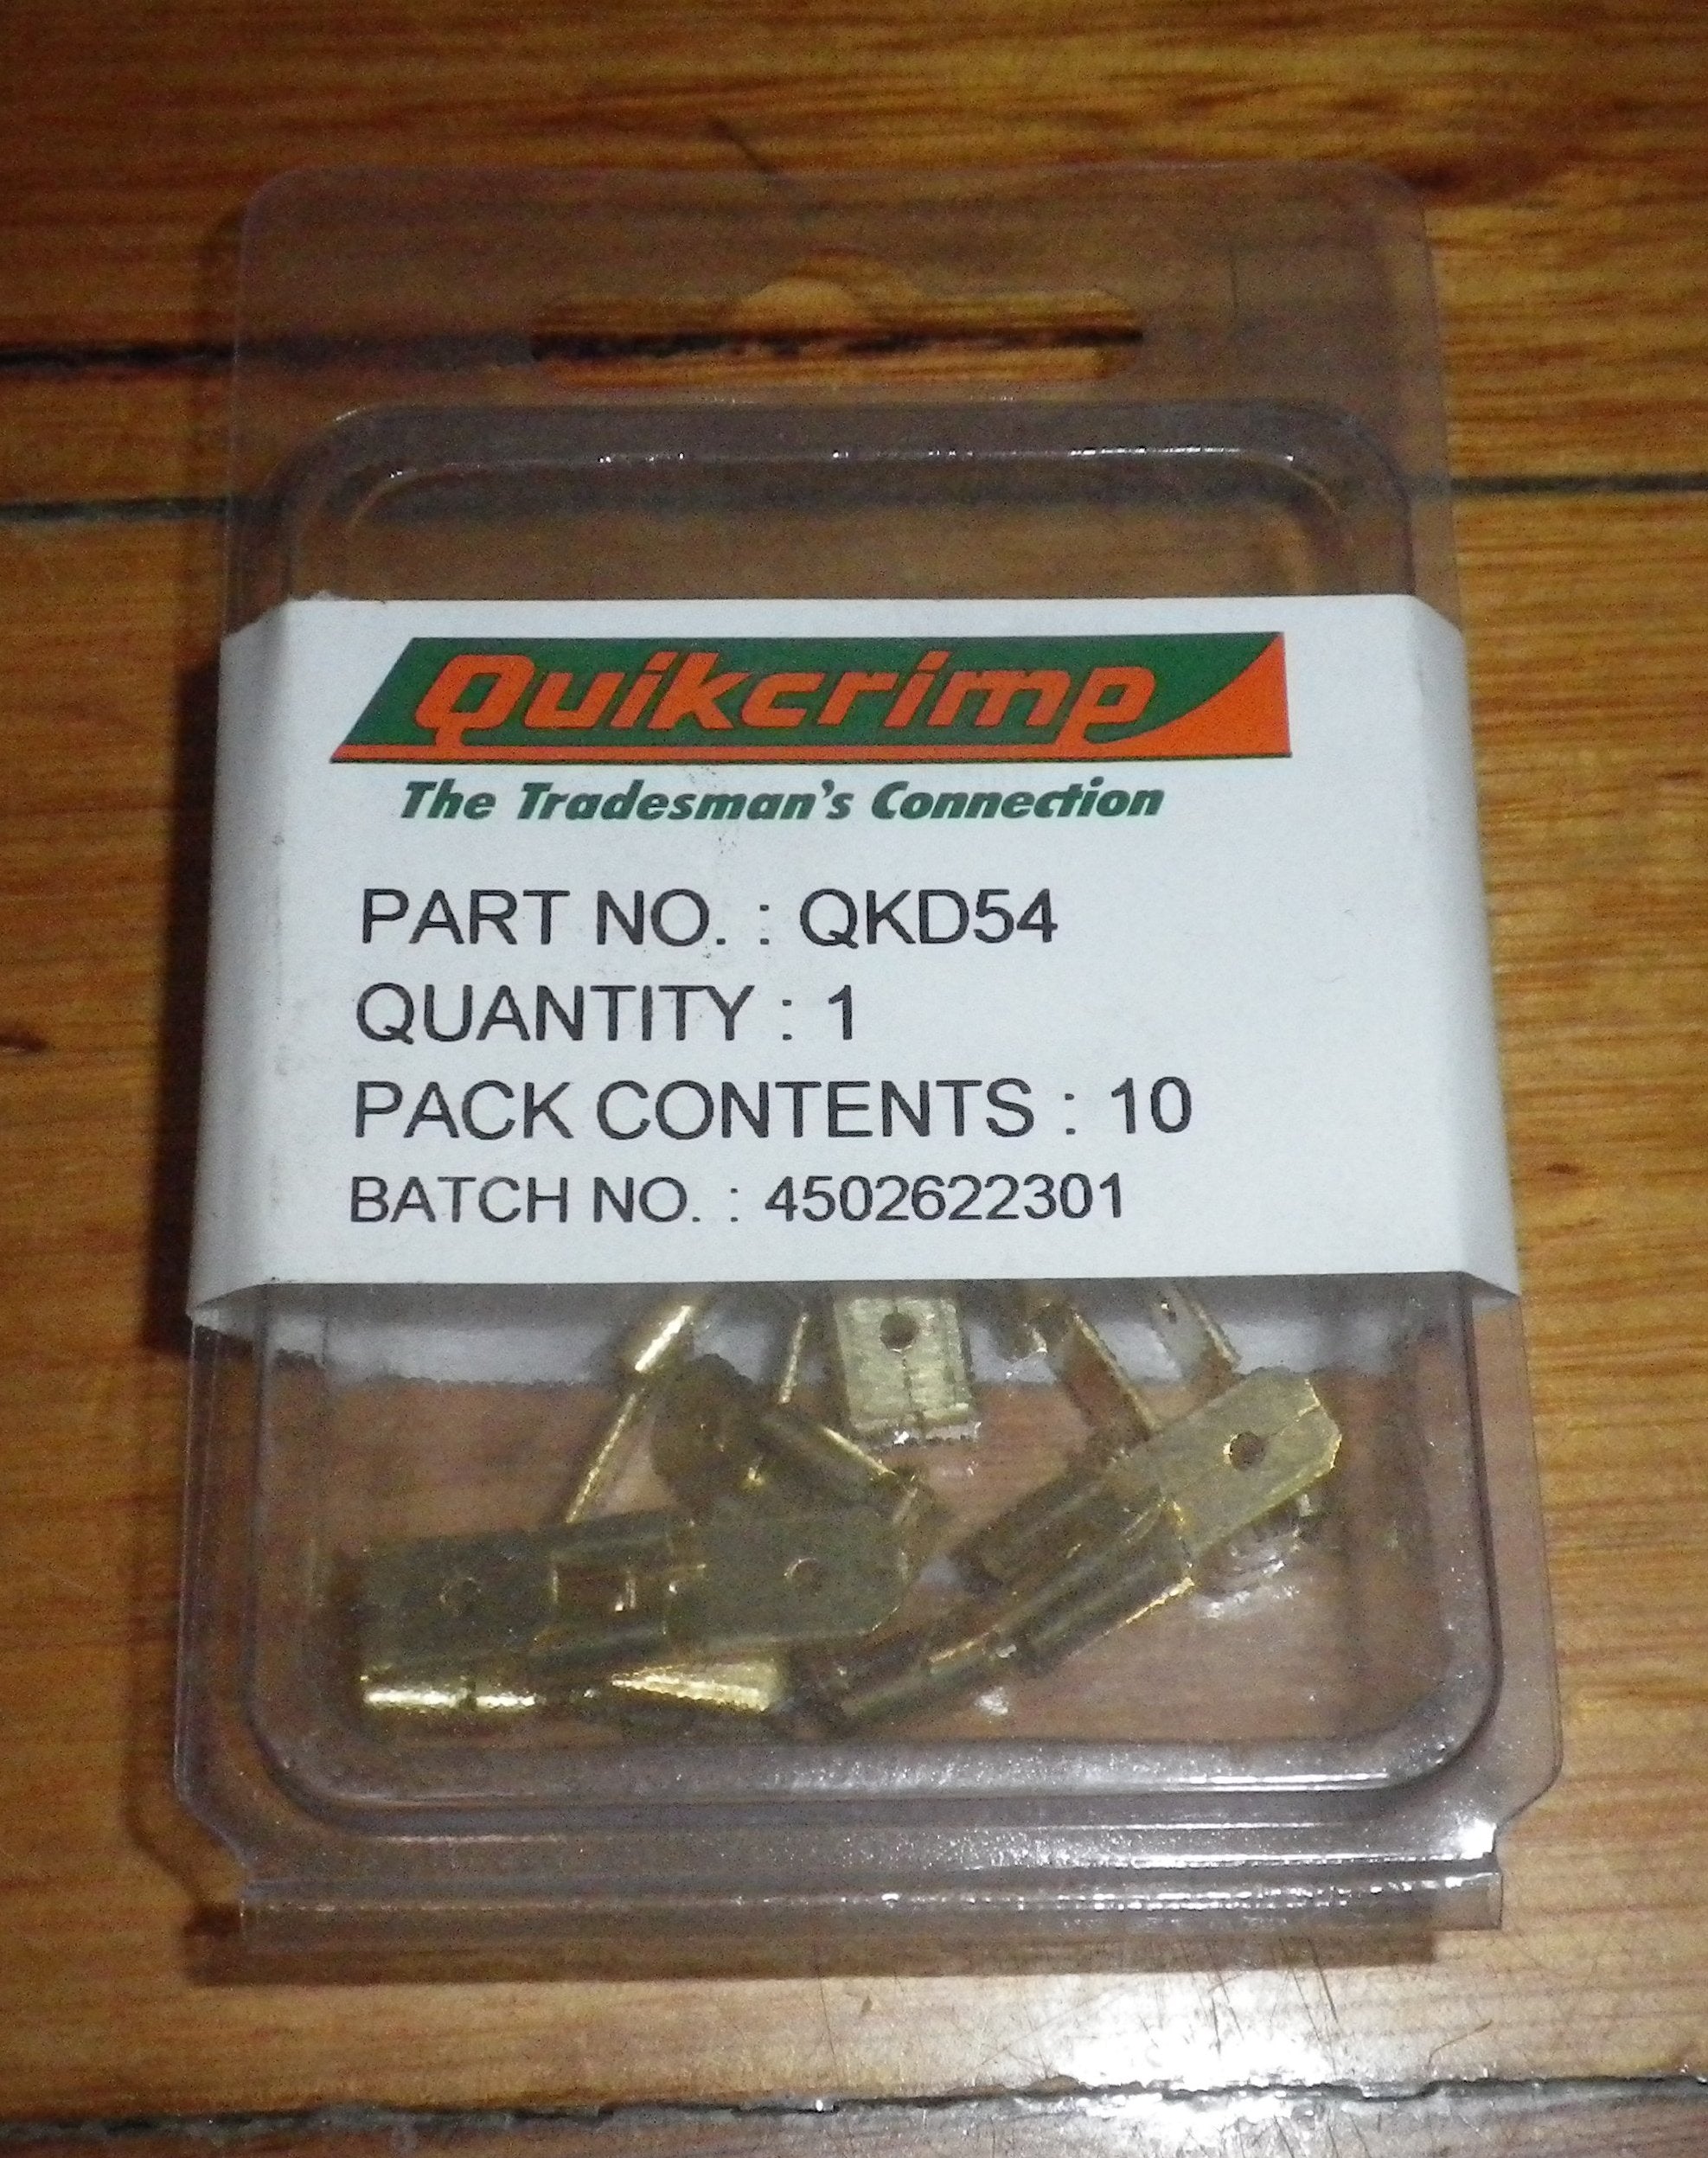 Quikcrimp
The Tradesman's Connection
PART NO. : QKD54
QUANTITY : 1
PACK CONTENTS : 10
BATCH NO. : 4502622301